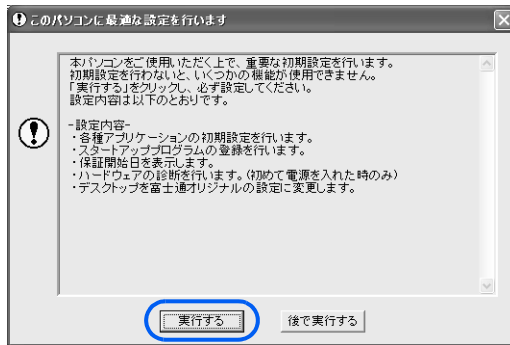 このパソコンに最適な設定を行います
本パソコンをご使用いただく上で、重要な初期設定を行います。
初期設定を行わないと、いくつかの機能が使用できません。
「実行する」をクリックし、必ず設定してください。
設定内容は以下のとおりです。
-設定内容-
・各種アプリケーションの初期設定を行います。
・スタートアッププログラムの登録を行います。
・保証開始日を表示します。
・ハードウェアの診断を行います。(初めて電源を入れた時のみ)
・デスクトップを富士通オリジナルの設定に変更します。
実行する
後で実行する